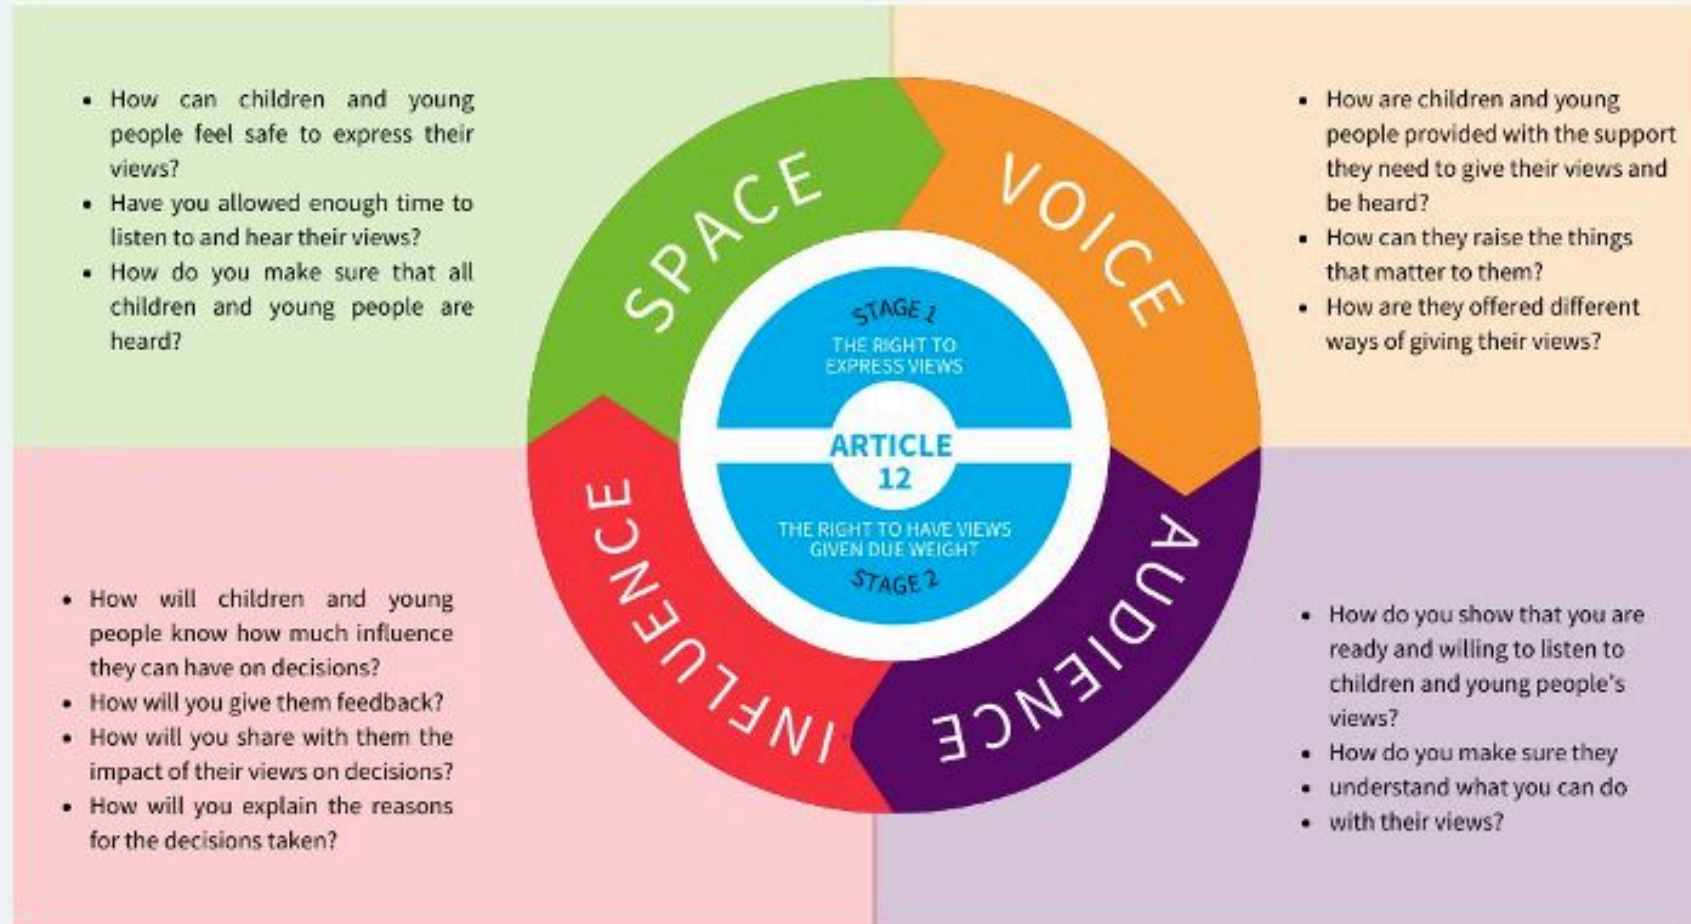 • How can children and young
people feel safe to express their
views?
• Have you allowed enough time to
listen to and hear their views?
• How do you make sure that all
children and young people are
heard?
SPACE
VOICE
• How are children and young
people provided with the support
they need to give their views and
be heard?
• How can they raise the things
that matter to them?
• How are they offered different
ways of giving their views?
STAGE 1
THE RIGHT TO
EXPRESS VIEWS
ARTICLE
12
THE RIGHT TO HAVE VIEWS
GIVEN DUE WEIGHT
STAGE 2
INFLUENCE
AUDIENCE
• How will children and young
people know how much influence
they can have on decisions?
• How will you give them feedback?
• How will you share with them the
impact of their views on decisions?
• How will you explain the reasons
for the decisions taken?
• How do you show that you are
ready and willing to listen to
children and young people's
views?
• How do you make sure they
• understand what you can do
• with their views?